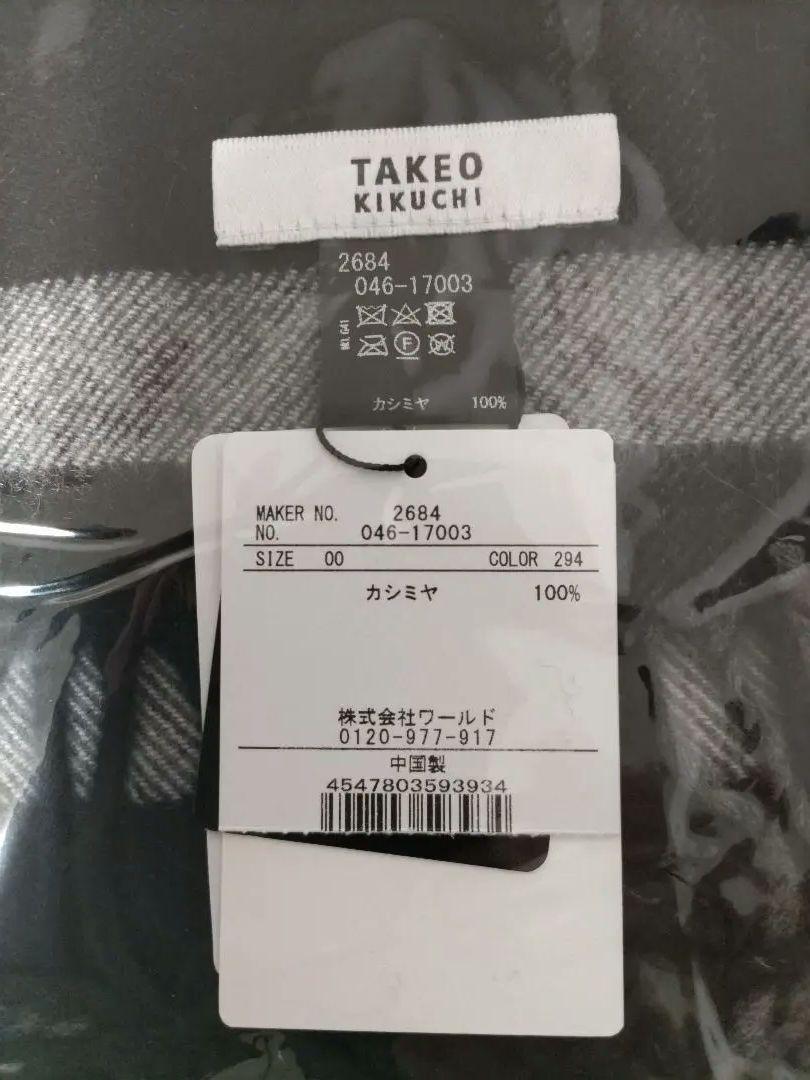 TAKEO
KIKUCHI
2684
046-17003
F
W
カシミヤ 100%
MAKER NO. 2684
NO. 046-17003
SIZE 00 COLOR 294
カシミヤ 100%
株式会社ワールド
0120-977-917
中国製
4547803593934